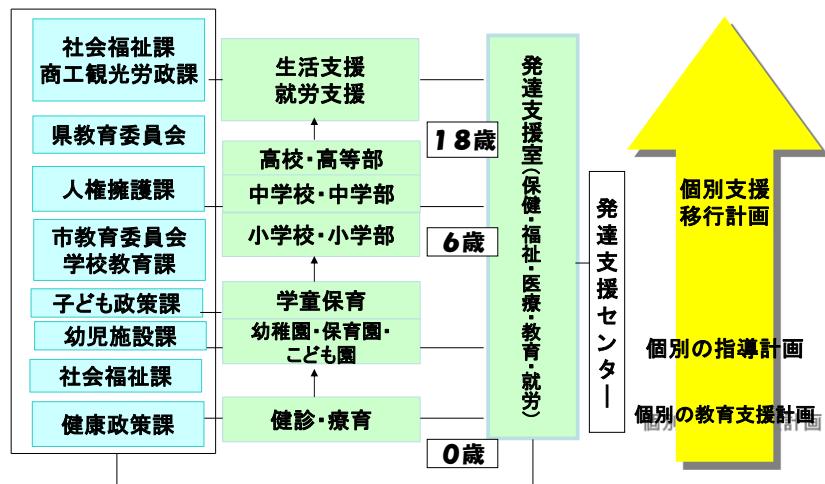 社会福祉課
商工観光労政課
県教育委員会
人権擁護課
市教育委員会
学校教育課
子ども政策課
幼児施設課
社会福祉課
健康政策課
生活支援
就労支援
高校・高等部
中学校・中学部
小学校・小学部
学童保育
幼稚園・保育園・
こども園
健診・療育
18歳
6歳
0歳
発達支援室(保健・福祉・医療・教育・就労)
発達支援センター
個別支援
移行計画
個別の指導計画
個別の教育支援計画